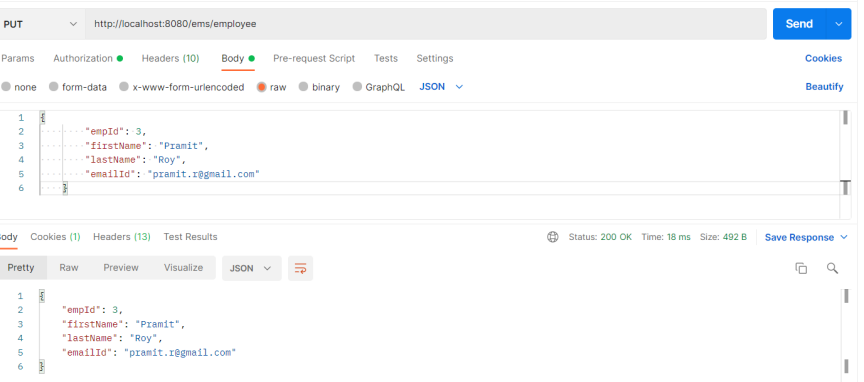 PUT http://localhost:8080/ems/employee Send
Params Authorization Headers (10) Body Pre-request Script Tests Settings Cookies
none form-data x-www-form-urlencoded raw binary GraphQL JSON Beautify
1 {
2 "empId": 3,
3 "firstName": "Pramit",
4 "lastName": "Roy",
5 "emailId": "pramit.r@gmail.com"
6 }
ody Cookies (1) Headers (13) Test Results Status: 200 OK Time: 18 ms Size: 492 B Save Response
Pretty Raw Preview Visualize JSON
1 {
2 "empId": 3,
3 "firstName": "Pramit",
4 "lastName": "Roy",
5 "emailId": "pramit.r@gmail.com"
6 }